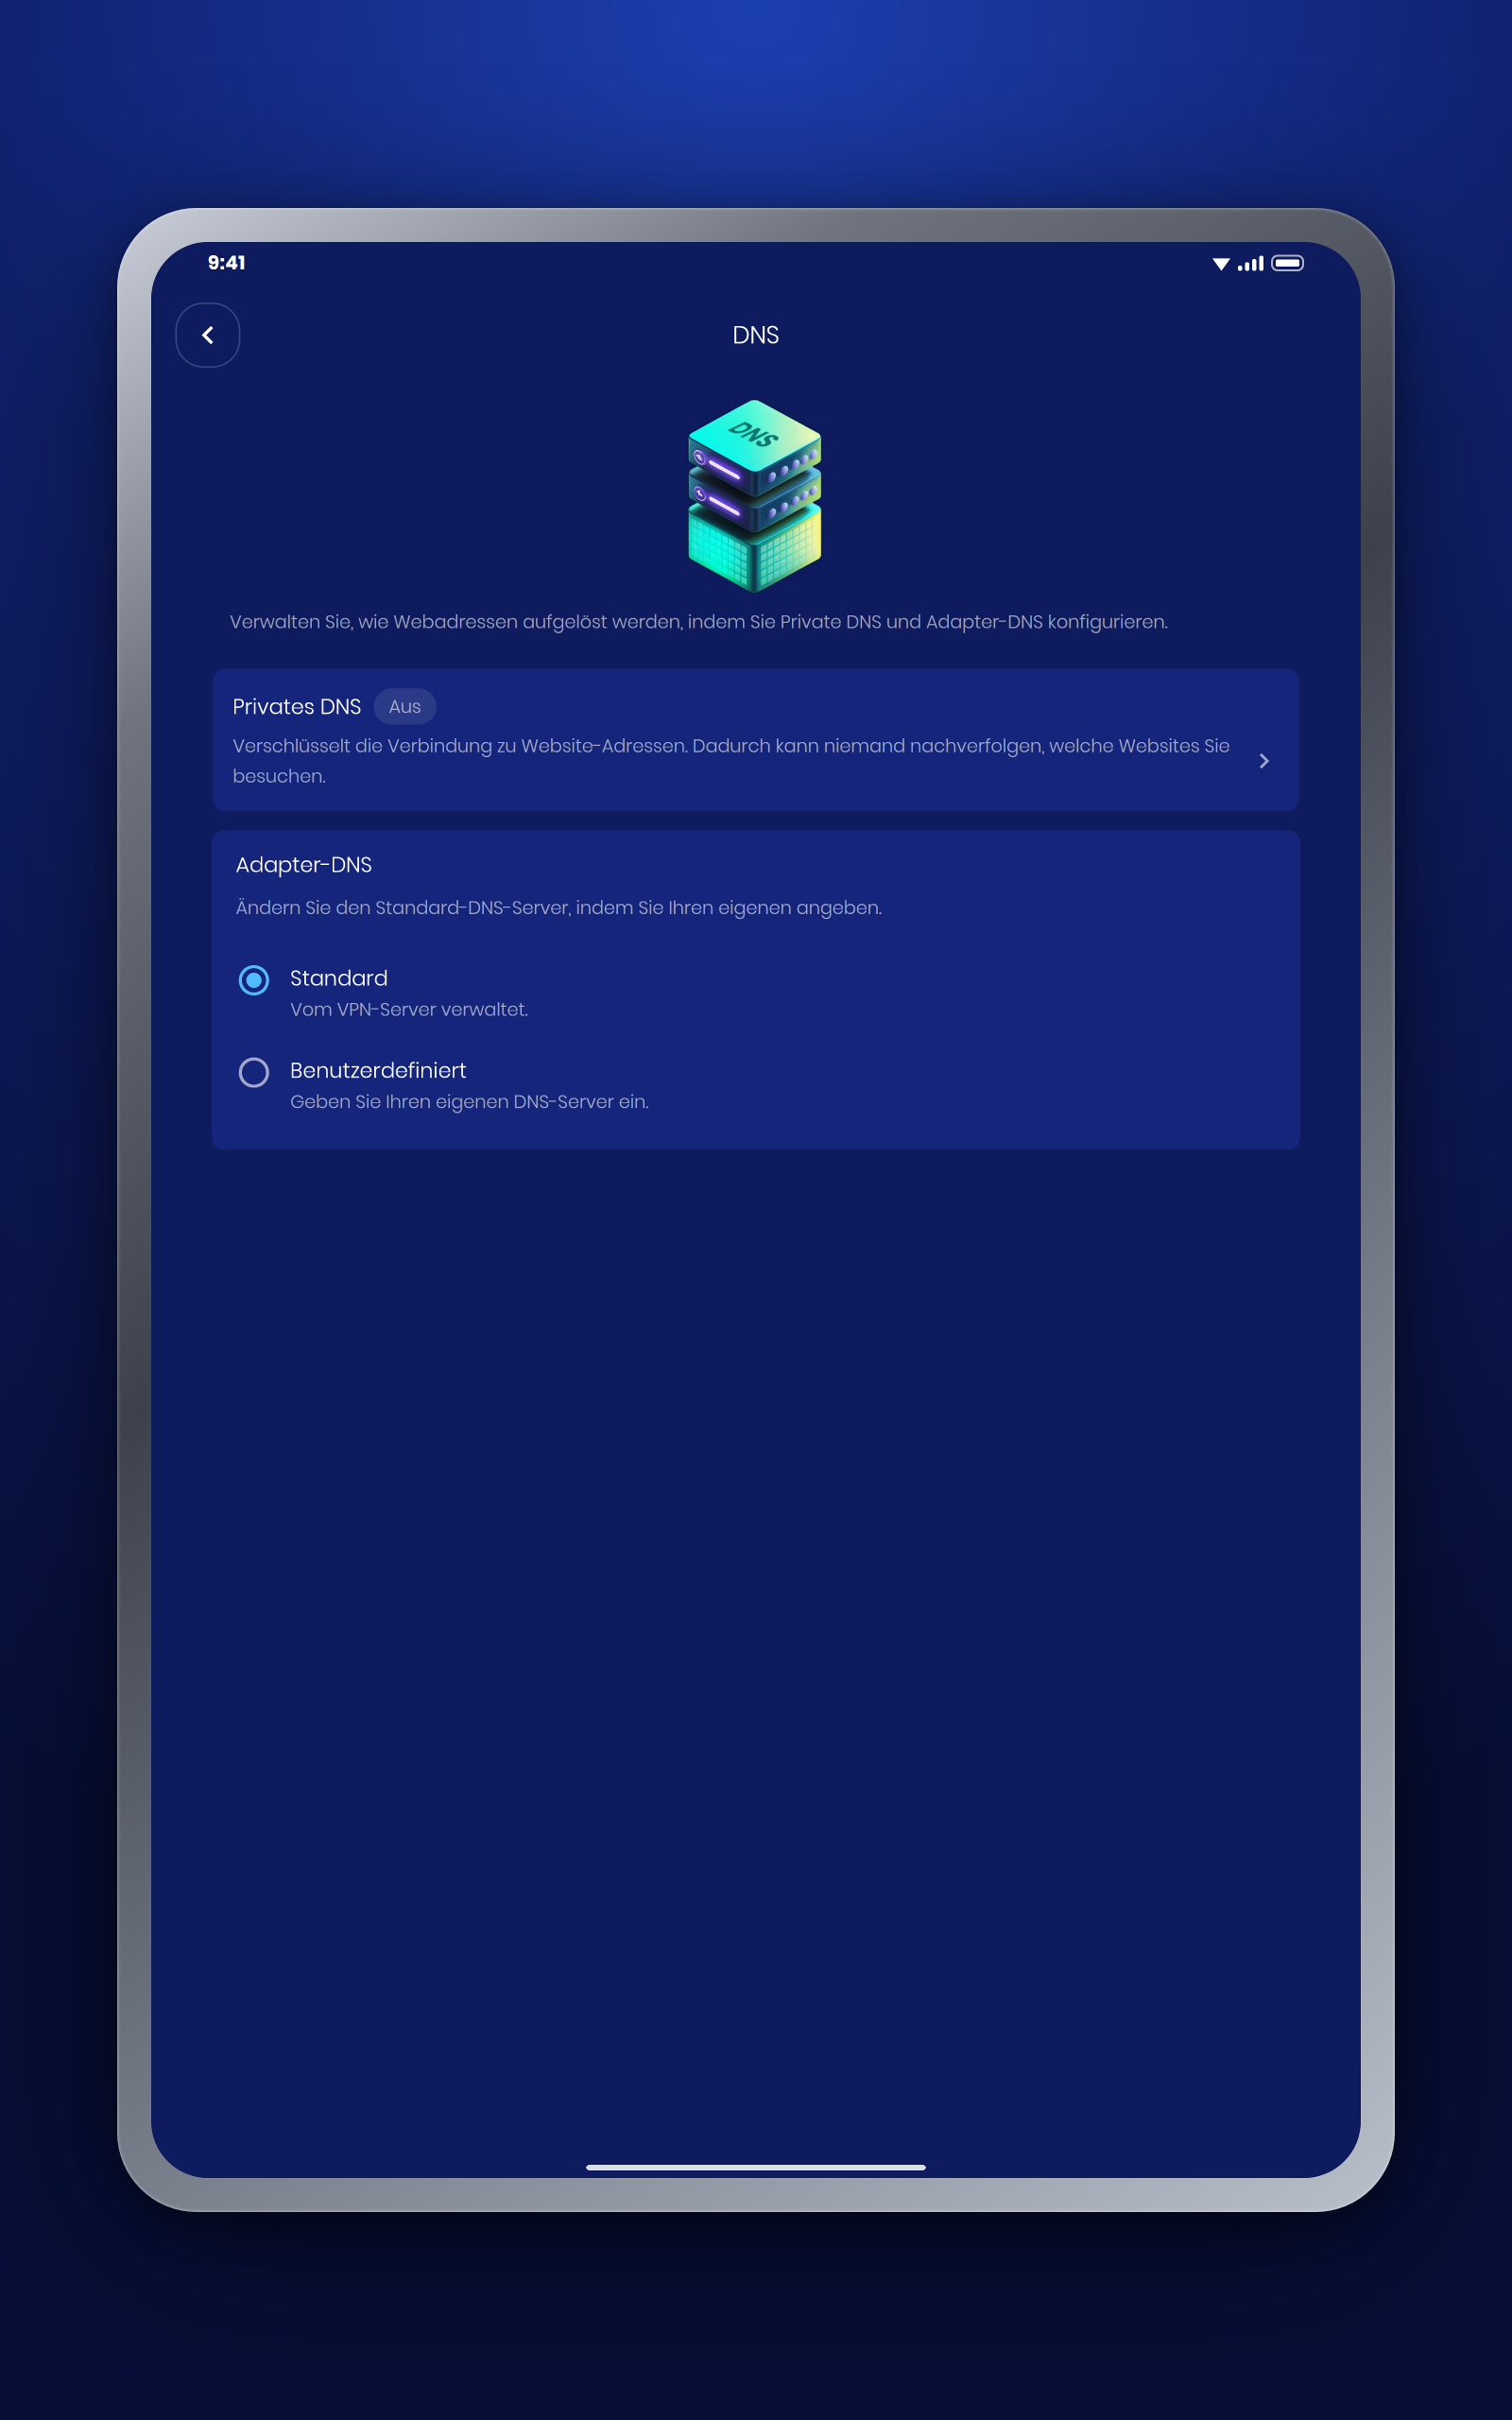 9:41
DNS
DNS
Verwalten Sie, wie Webadressen aufgelöst werden, indem Sie Private DNS und Adapter-DNS konfigurieren.
Privates DNS Aus
Verschlüsselt die Verbindung zu Website-Adressen. Dadurch kann niemand nachverfolgen, welche Websites Sie
besuchen.
Adapter-DNS
Ändern Sie den Standard-DNS-Server, indem Sie Ihren eigenen angeben.
Standard
Vom VPN-Server verwaltet.
Benutzerdefiniert
Geben Sie Ihren eigenen DNS-Server ein.